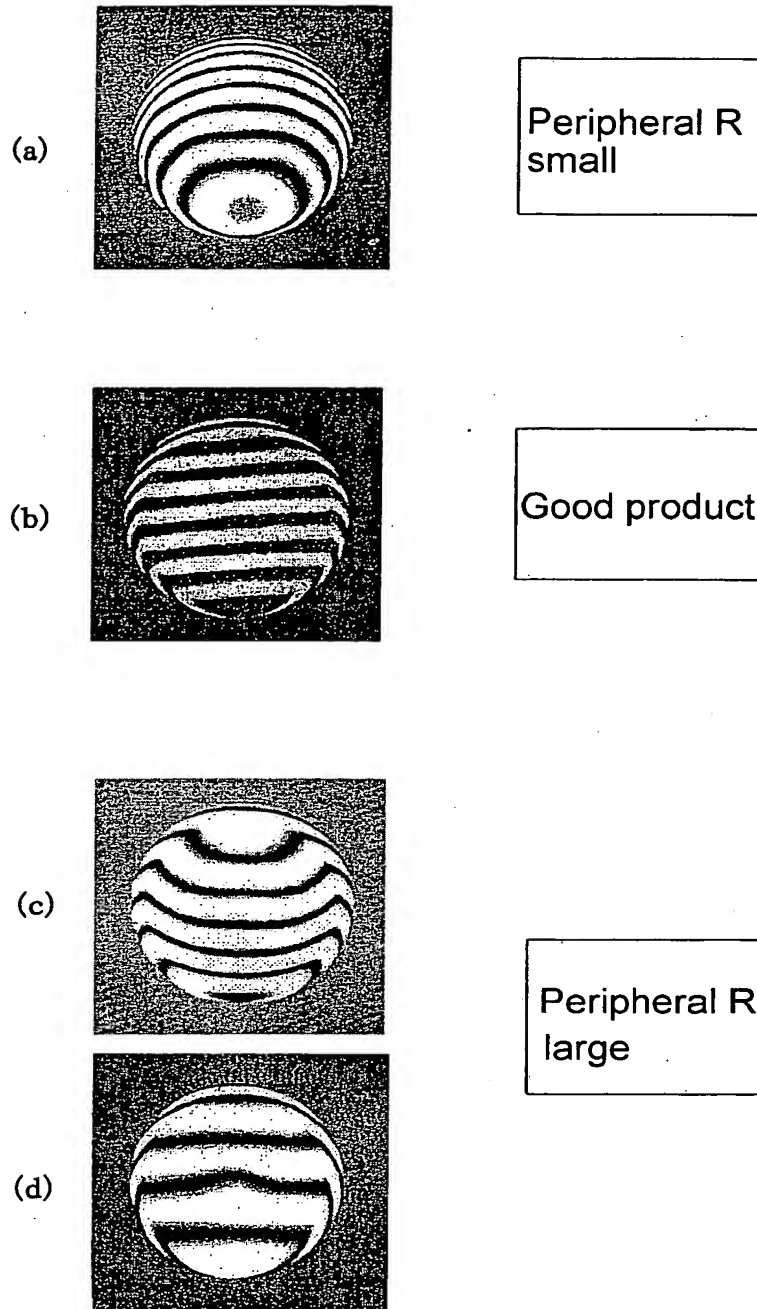 (a)
Peripheral R
small
(b)
Good product
(c)
Peripheral R
large
(d)